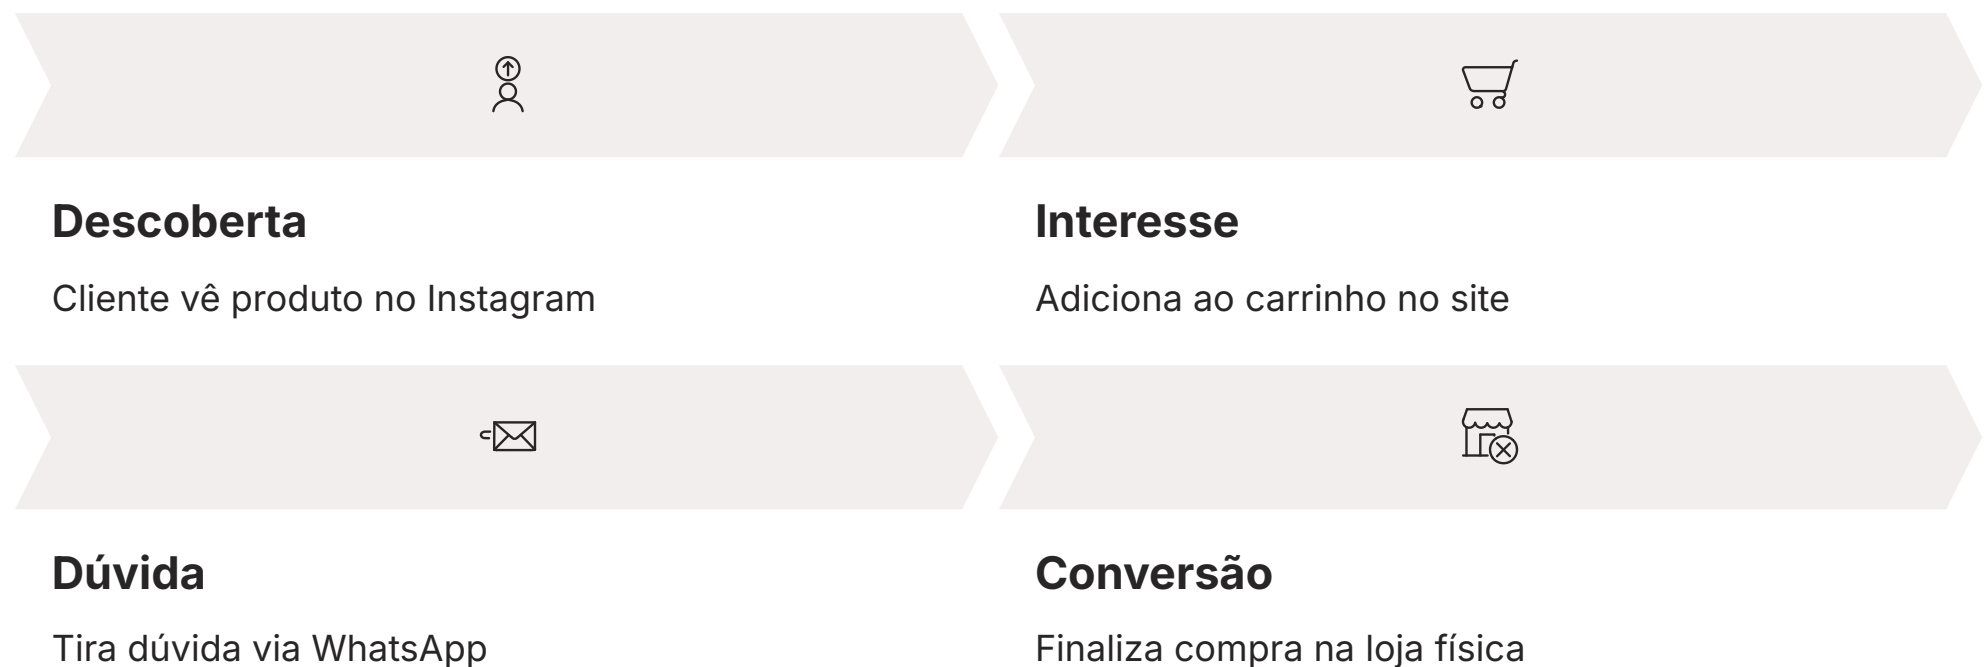 Descoberta
Cliente vê produto no Instagram
Interesse
Adiciona ao carrinho no site
Dúvida
Tira dúvida via WhatsApp
Conversão
Finaliza compra na loja física